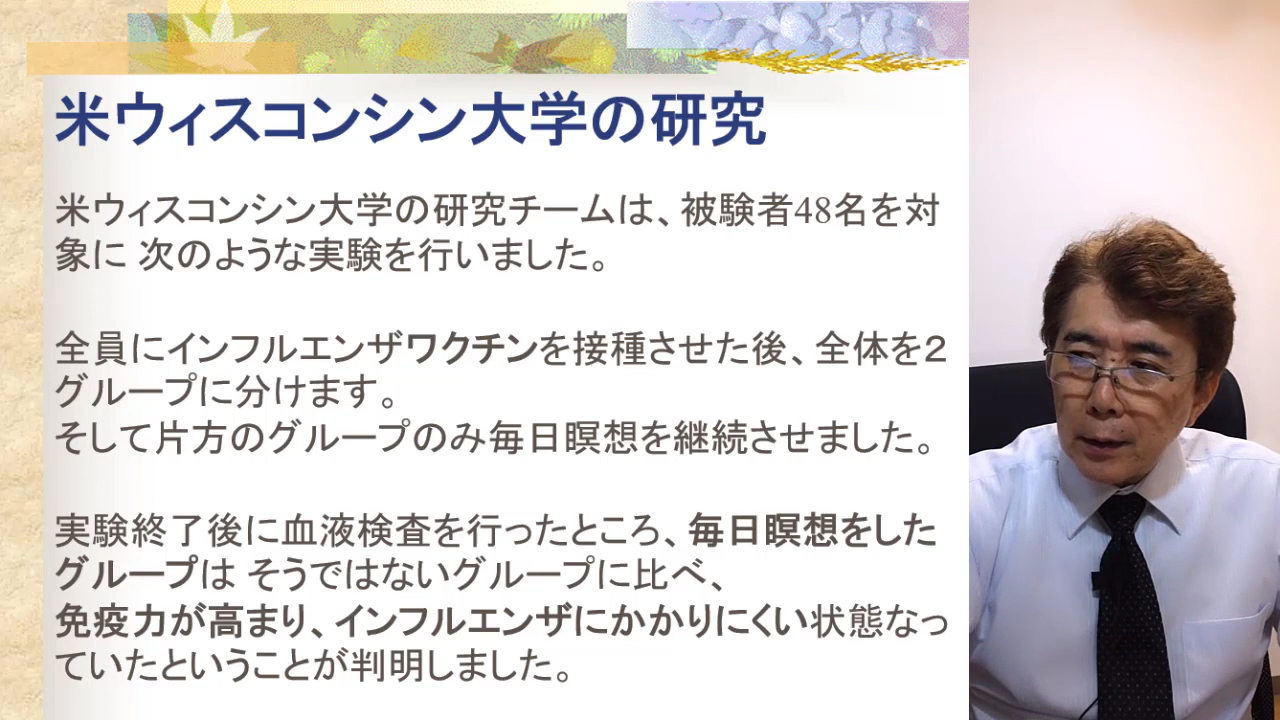 米ウィスコンシン大学の研究
米ウィスコンシン大学の研究チームは、被験者48名を対
象に 次のような実験を行いました。
全員にインフルエンザワクチンを接種させた後、全体を２
グループに分けます。
そして片方のグループのみ毎日瞑想を継続させました。
実験終了後に血液検査を行ったところ、毎日瞑想をした
グループは そうではないグループに比べ、
免疫力が高まり、インフルエンザにかかりにくい状態なっ
ていたということが判明しました。